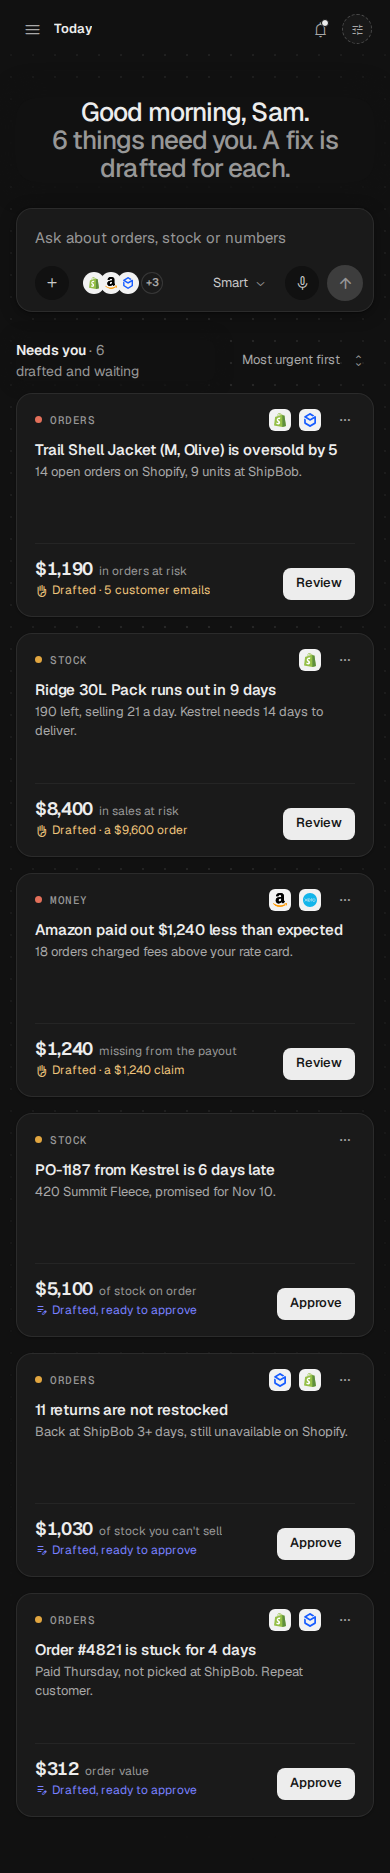 Today
Good morning, Sam.
6 things need you. A fix is
drafted for each.
Ask about orders, stock or numbers
+3
Smart
Needs you · 6
drafted and waiting
Most urgent first
ORDERS
Trail Shell Jacket (M, Olive) is oversold by 5
14 open orders on Shopify, 9 units at ShipBob.
$1,190 in orders at risk
Drafted · 5 customer emails
Review
STOCK
Ridge 30L Pack runs out in 9 days
190 left, selling 21 a day. Kestrel needs 14 days to
deliver.
$8,400 in sales at risk
Drafted · a $9,600 order
Review
MONEY
Amazon paid out $1,240 less than expected
18 orders charged fees above your rate card.
$1,240 missing from the payout
Drafted · a $1,240 claim
Review
STOCK
PO-1187 from Kestrel is 6 days late
420 Summit Fleece, promised for Nov 10.
$5,100 of stock on order
Drafted, ready to approve
Approve
ORDERS
11 returns are not restocked
Back at ShipBob 3+ days, still unavailable on Shopify.
$1,030 of stock you can't sell
Drafted, ready to approve
Approve
ORDERS
Order #4821 is stuck for 4 days
Paid Thursday, not picked at ShipBob. Repeat
customer.
$312 order value
Drafted, ready to approve
Approve